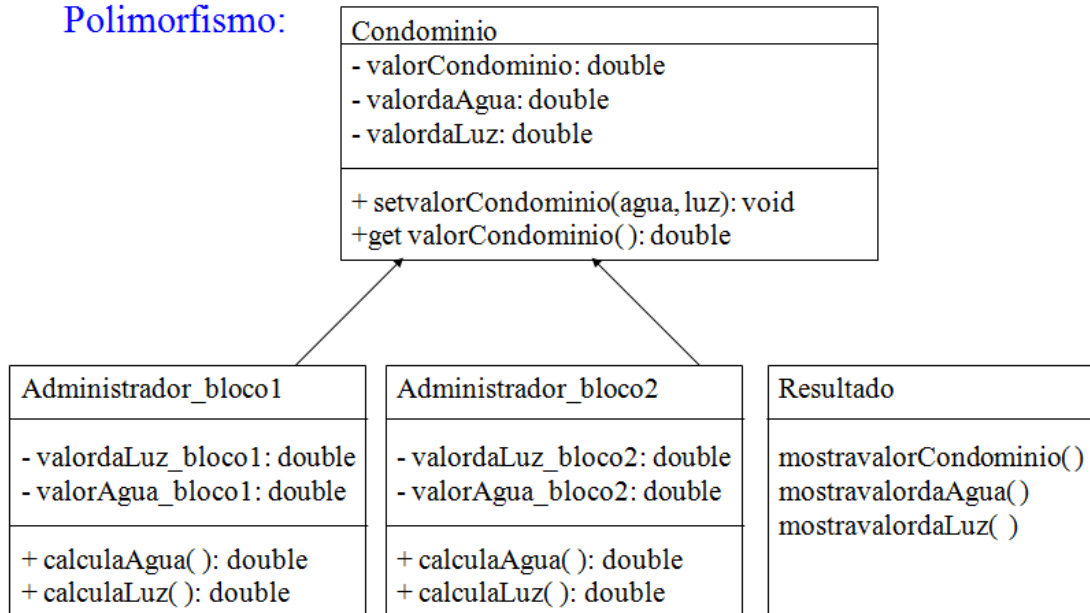 Polimorfismo:
Condominio
- valorCondominio: double
- valordaAgua: double
- valordaLuz: double
+ setvalorCondominio(agua, luz): void
+get valorCondominio( ): double
Administrador_bloco1
- valordaLuz_bloco1: double
- valorAgua_bloco1: double
+ calculaAgua( ): double
+ calculaLuz( ): double
Administrador_bloco2
- valordaLuz_bloco2: double
- valorAgua_bloco2: double
+ calculaAgua( ): double
+ calculaLuz( ): double
Resultado
mostravalorCondominio( )
mostravalordaAgua( )
mostravalordaLuz( )